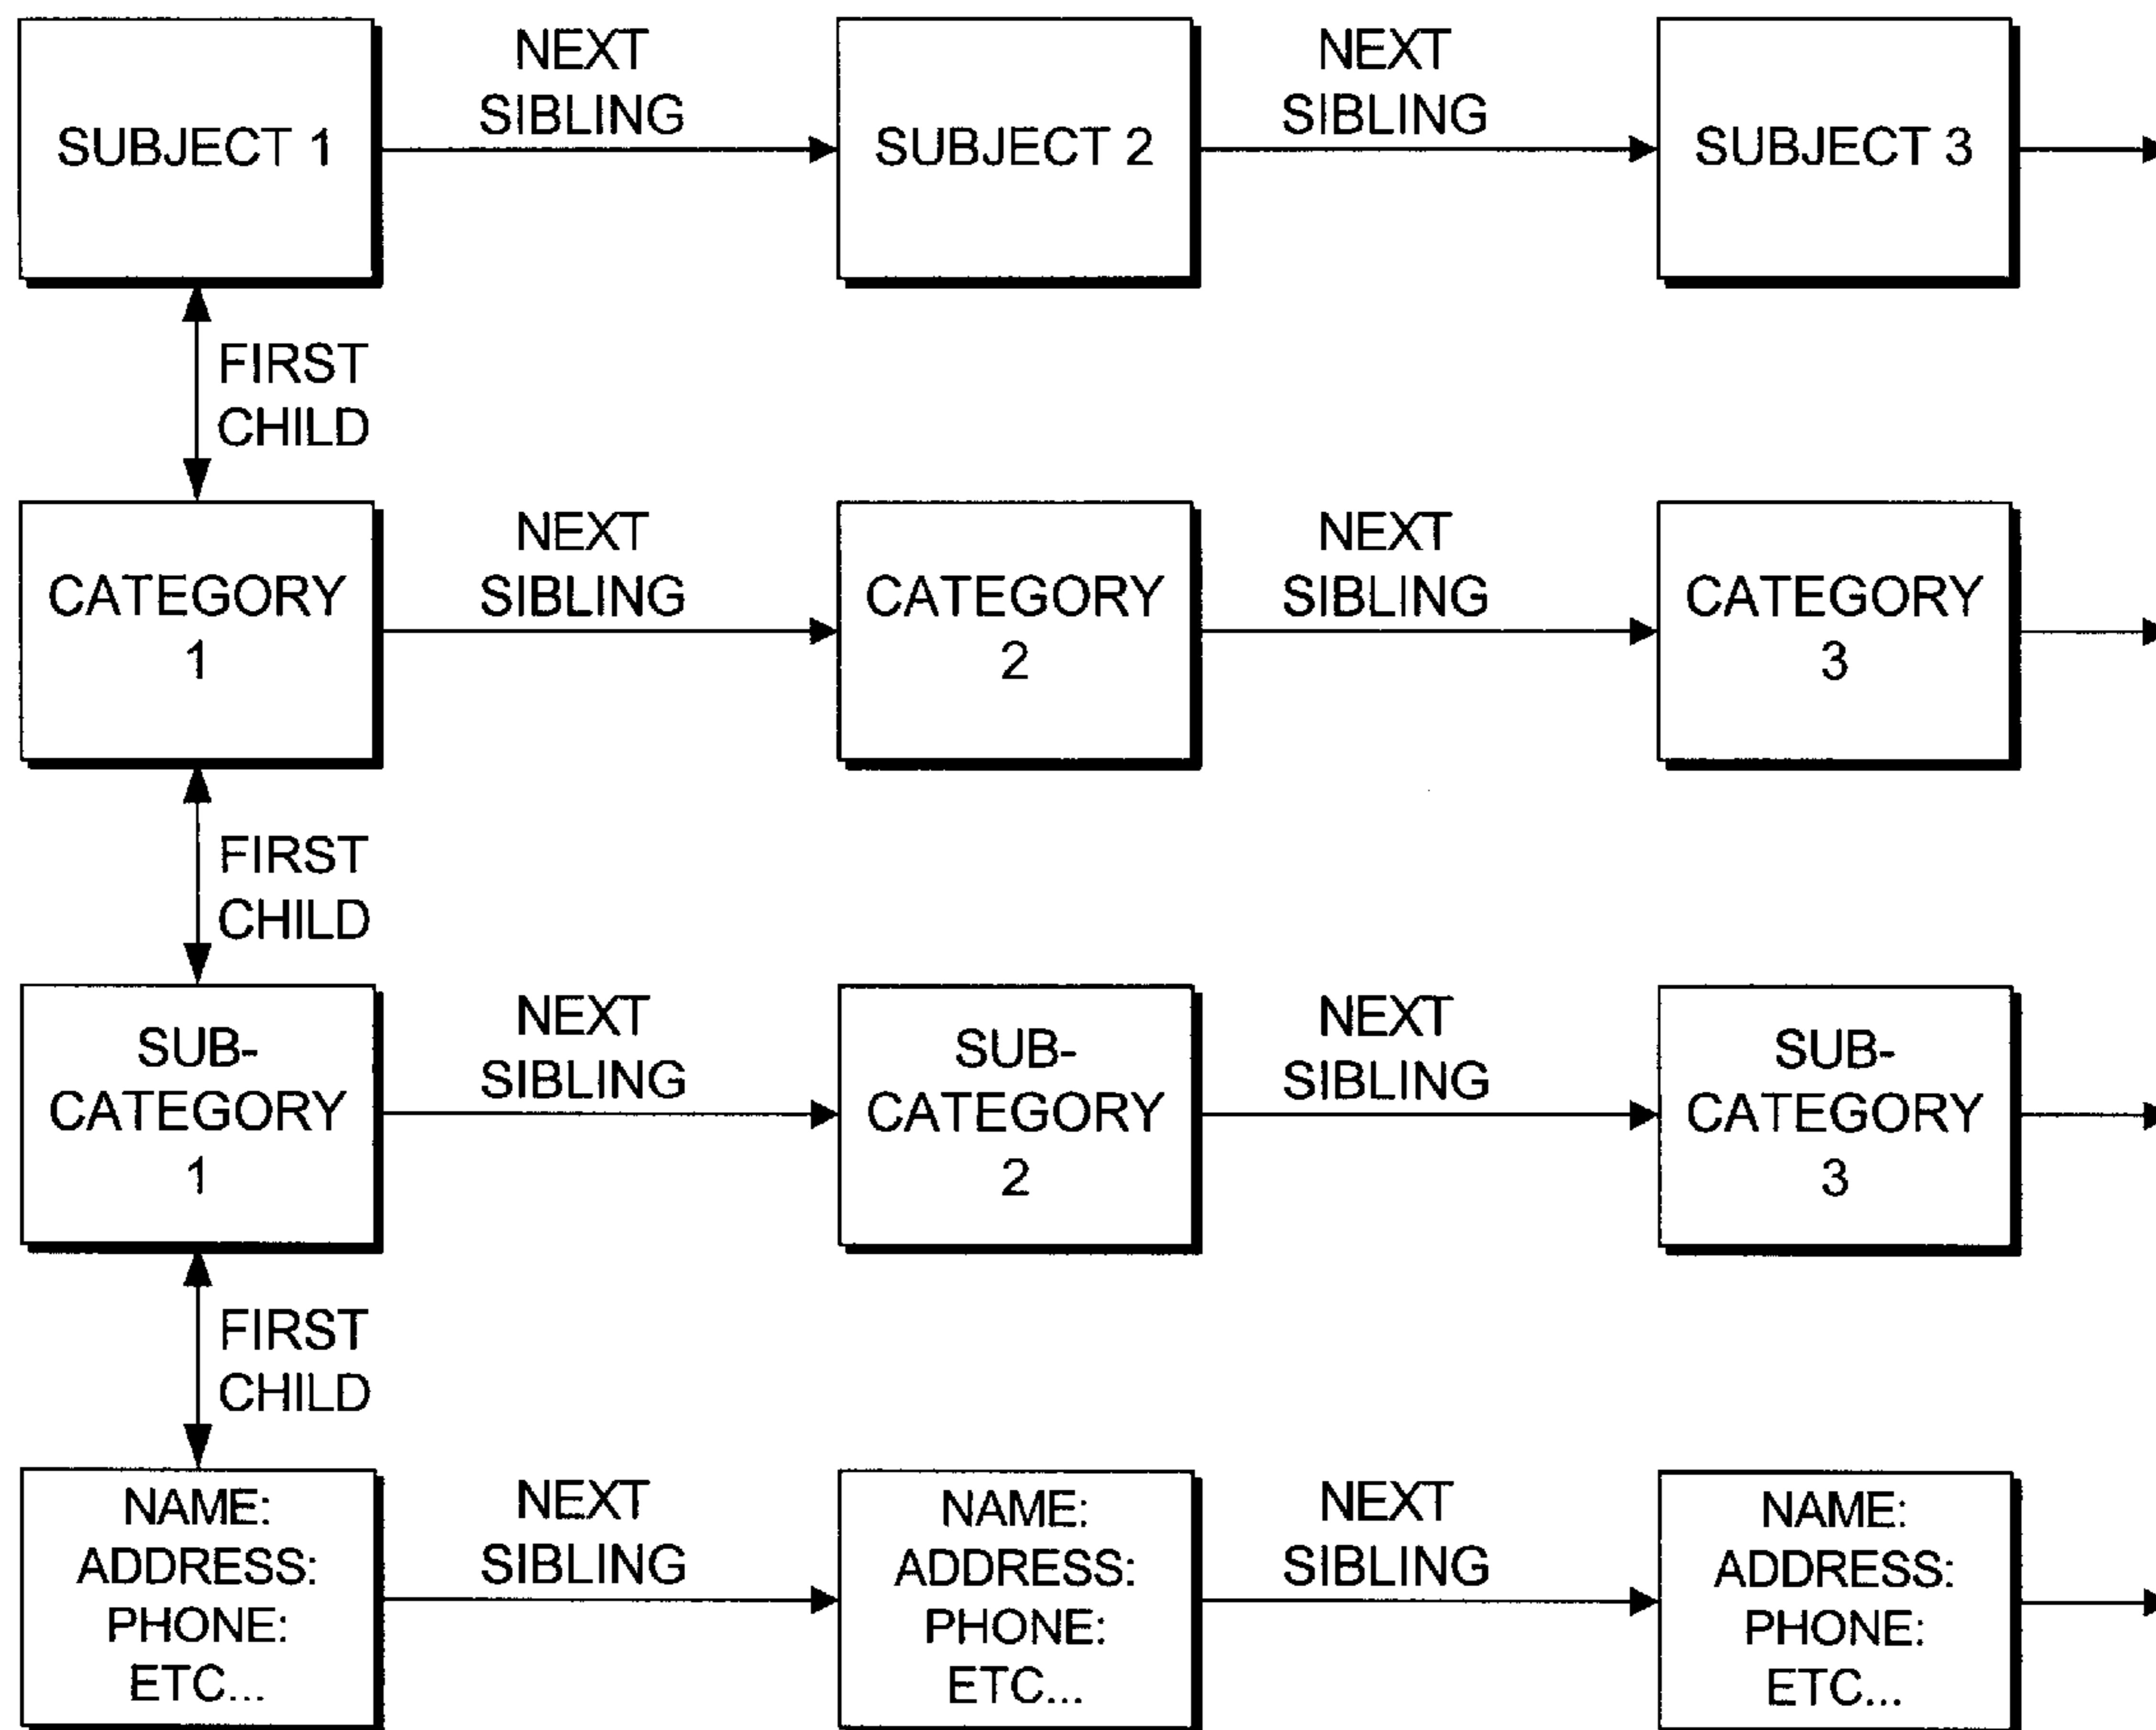 SUBJECT 1
NEXT
SIBLING
SUBJECT 2
NEXT
SIBLING
SUBJECT 3
FIRST
CHILD
CATEGORY
1
NEXT
SIBLING
CATEGORY
2
NEXT
SIBLING
CATEGORY
3
FIRST
CHILD
SUB-
CATEGORY
1
NEXT
SIBLING
SUB-
CATEGORY
2
NEXT
SIBLING
SUB-
CATEGORY
3
FIRST
CHILD
NAME:
ADDRESS:
PHONE:
ETC...
NEXT
SIBLING
NAME:
ADDRESS:
PHONE:
ETC...
NEXT
SIBLING
NAME:
ADDRESS:
PHONE:
ETC...